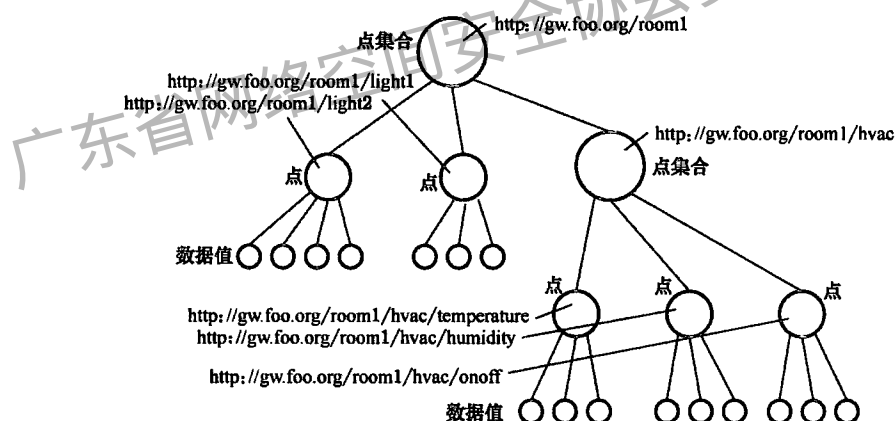 广东省网络空间安全协会
点集合
http://gw.foo.org/room1
http://gw.foo.org/room1/light1
http://gw.foo.org/room1/light2
http://gw.foo.org/room1/hvac
点集合
点
点
数据值
点
点
点
http://gw.foo.org/room1/hvac/temperature
http://gw.foo.org/room1/hvac/humidity
http://gw.foo.org/room1/hvac/onoff
数据值